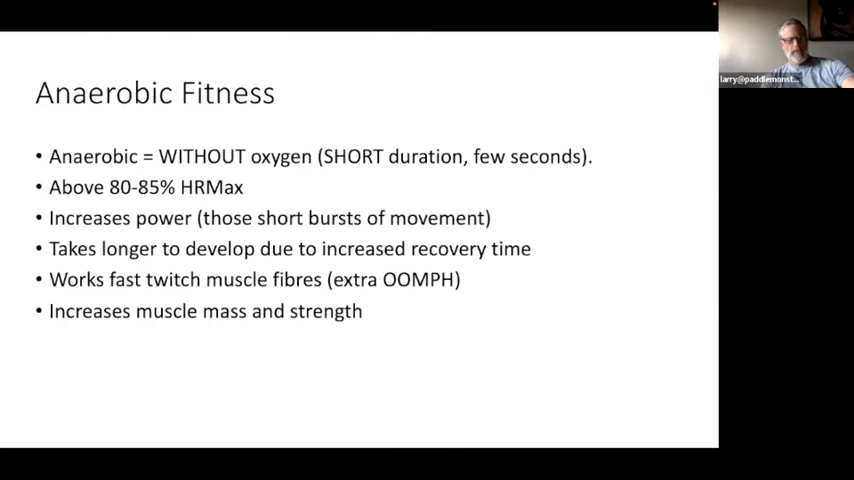 Anaerobic Fitness
• Anaerobic = WITHOUT oxygen (SHORT duration, few seconds).
• Above 80-85% HRMax
• Increases power (those short bursts of movement)
• Takes longer to develop due to increased recovery time
• Works fast twitch muscle fibres (extra OOMPH)
• Increases muscle mass and strength
larry@paddlemonst...